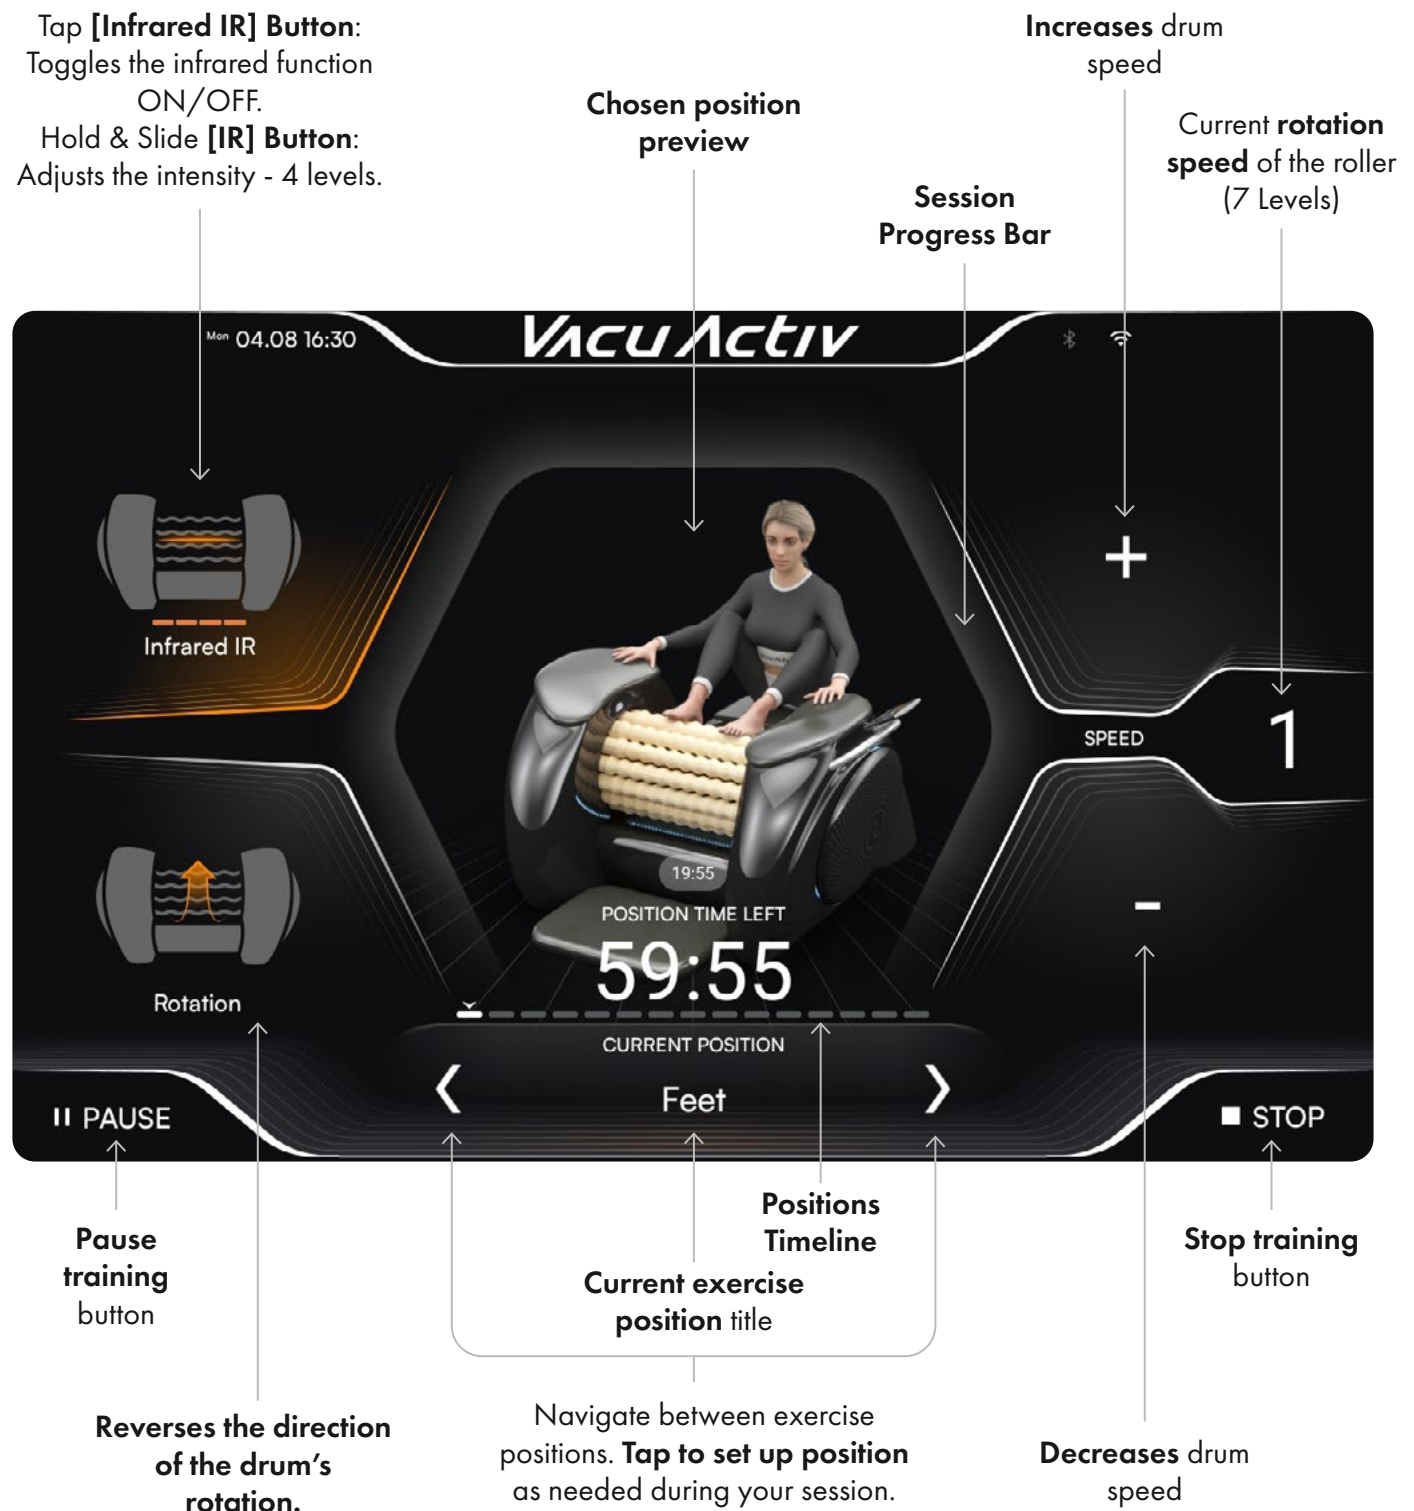 Tap [Infrared IR] Button:
Toggles the infrared function
ON/OFF.
Hold & Slide [IR] Button:
Adjusts the intensity - 4 levels.
Chosen position
preview
Session
Progress Bar
Increases drum
speed
Current rotation
speed of the roller
(7 Levels)
Mon 04.08 16:30
VACUACTIV
Infrared IR
+
SPEED
1
-
Rotation
19:55
POSITION TIME LEFT
59:55
CURRENT POSITION
Feet
PAUSE
STOP
Pause
training
button
Positions
Timeline
Current exercise
position title
Stop training
button
Reverses the direction
of the drum's
rotation.
Navigate between exercise
positions. Tap to set up position
as needed during your session.
Decreases drum
speed